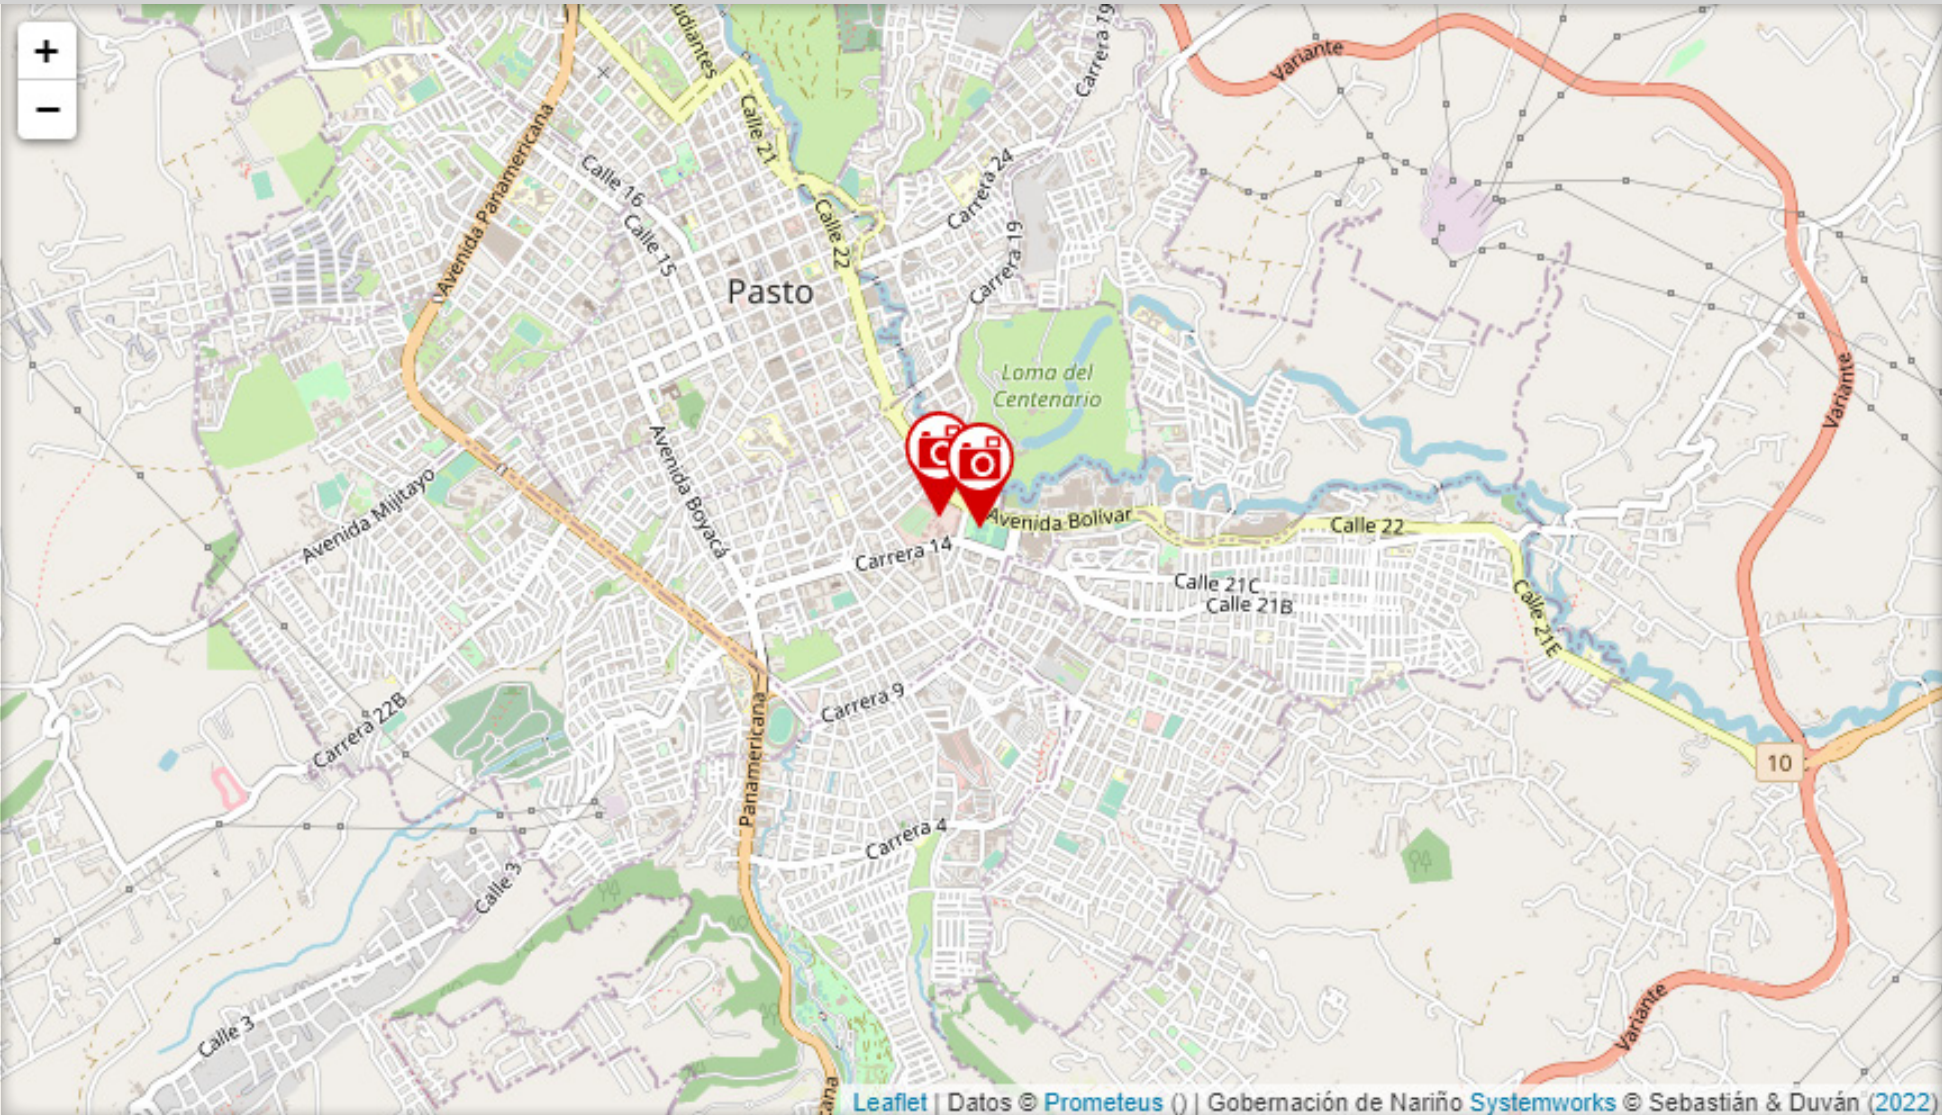 +
−
udiantes
Carrera 19
Variante
Avenida Panamericana
Calle 21
Calle 16
Carrera 24
Calle 15
Calle 22
Carrera 19
Pasto
Loma del
Centenario
Variante
Avenida Mijitayo
Avenida Boyacá
Avenida Bolívar
Calle 22
Carrera 14
Calle 21C
Calle 21B
Calle 21E
Carrera 9
Carrera 22B
Panamericana
10
Carrera 4
Calle 3
Calle 3
Variante
cana
Leaflet | Datos © Prometeus () | Gobernación de Nariño Systemworks © Sebastián & Duván (2022)